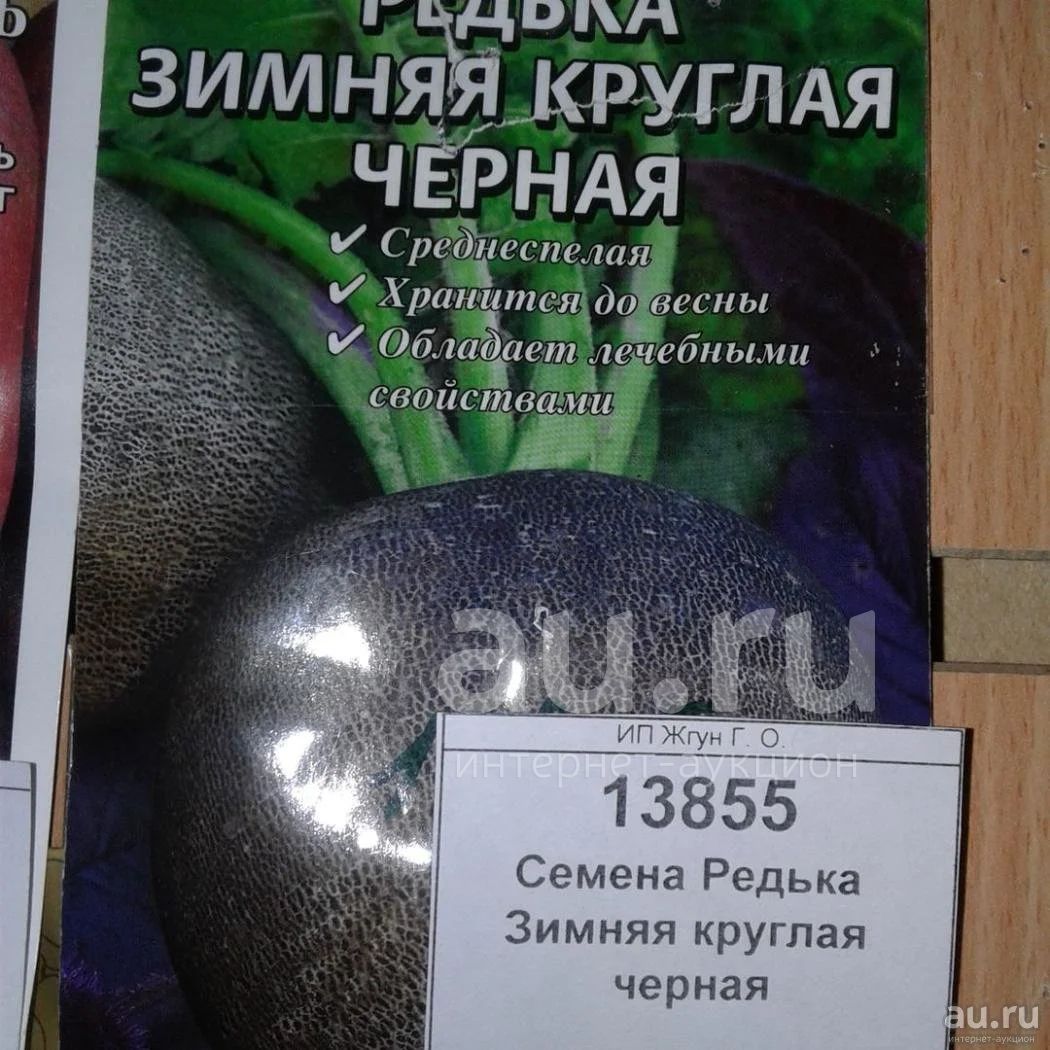 РЕДЬКА
ЗИМНЯЯ КРУГЛАЯ
ЧЕРНАЯ
✔ Среднеспелая
✔ Хранится до весны
✔ Обладает лечебными
свойствами
au.ru
ИП Жгун Г. О.
интернет-аукцион
13855
Семена Редька
Зимняя круглая
черная
au.ru
интернет-аукцион